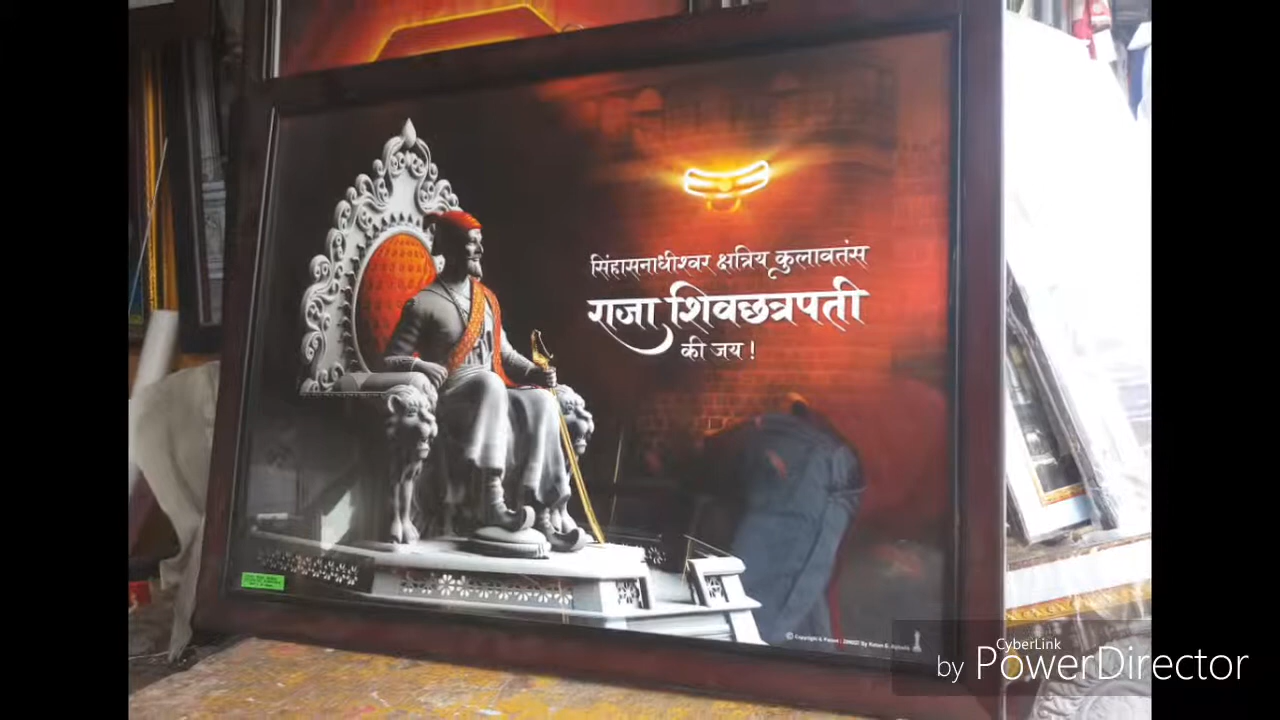 सिंहासनाधीश्वर क्षत्रिय कुलावतंस
राजा शिवछत्रपती
की जय !
CyberLink
by PowerDirector